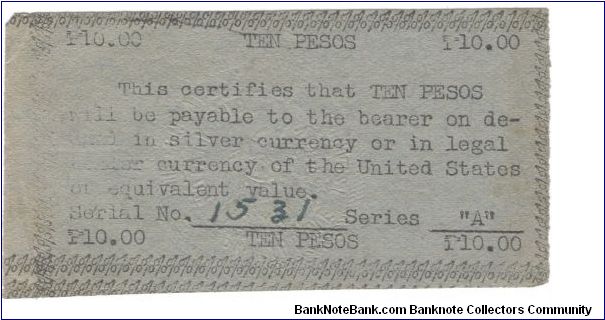 ₱10.00 TEN PESOS ₱10.00
This certifies that TEN PESOS
will be payable to the bearer on de-
in silver currency or in legal
currency of the United States
of equivalent value.
Serial No. 1531 Series "A"
₱10.00 TEN PESOS ₱10.00
BankNoteBank.com Banknote Collectors Community